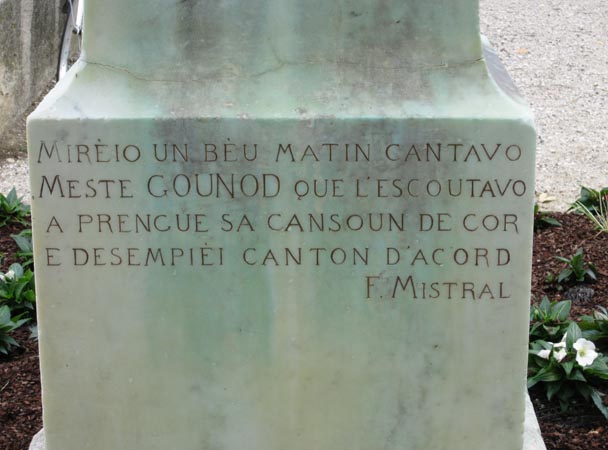 MIRÈIO UN BÈU MATIN CANTAVO
MESTE GOUNOD QUE L'ESCOUTAVO
A PRENGUE SA CANSOUN DE COR
E DESEMPIÈI CANTON D'ACORD
F. MISTRAL